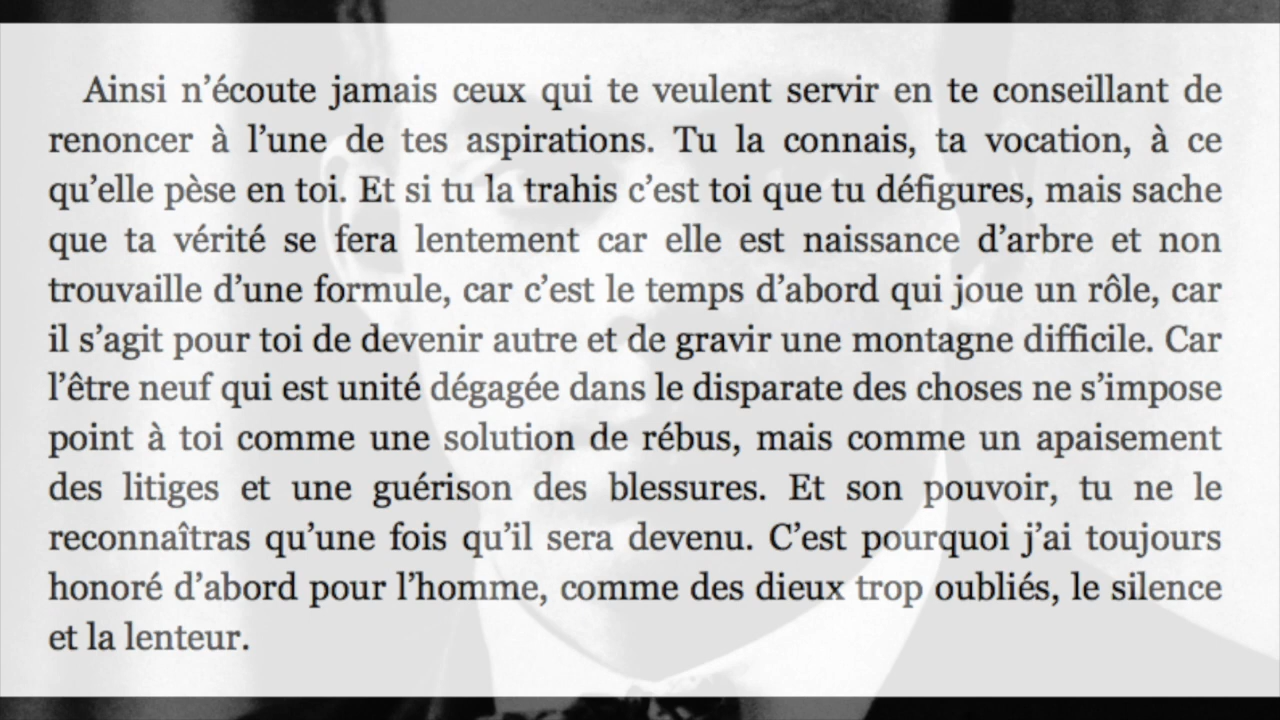 Ainsi n’écoute jamais ceux qui te veulent servir en te conseillant de
renoncer à l’une de tes aspirations. Tu la connais, ta vocation, à ce
qu’elle pèse en toi. Et si tu la trahis c’est toi que tu défigures, mais sache
que ta vérité se fera lentement car elle est naissance d’arbre et non
trouvaille d’une formule, car c’est le temps d’abord qui joue un rôle, car
il s’agit pour toi de devenir autre et de gravir une montagne difficile. Car
l’être neuf qui est unité dégagée dans le disparate des choses ne s’impose
point à toi comme une solution de rébus, mais comme un apaisement
des litiges et une guérison des blessures. Et son pouvoir, tu ne le
reconnaîtras qu’une fois qu’il sera devenu. C’est pourquoi j’ai toujours
honoré d’abord pour l’homme, comme des dieux trop oubliés, le silence
et la lenteur.